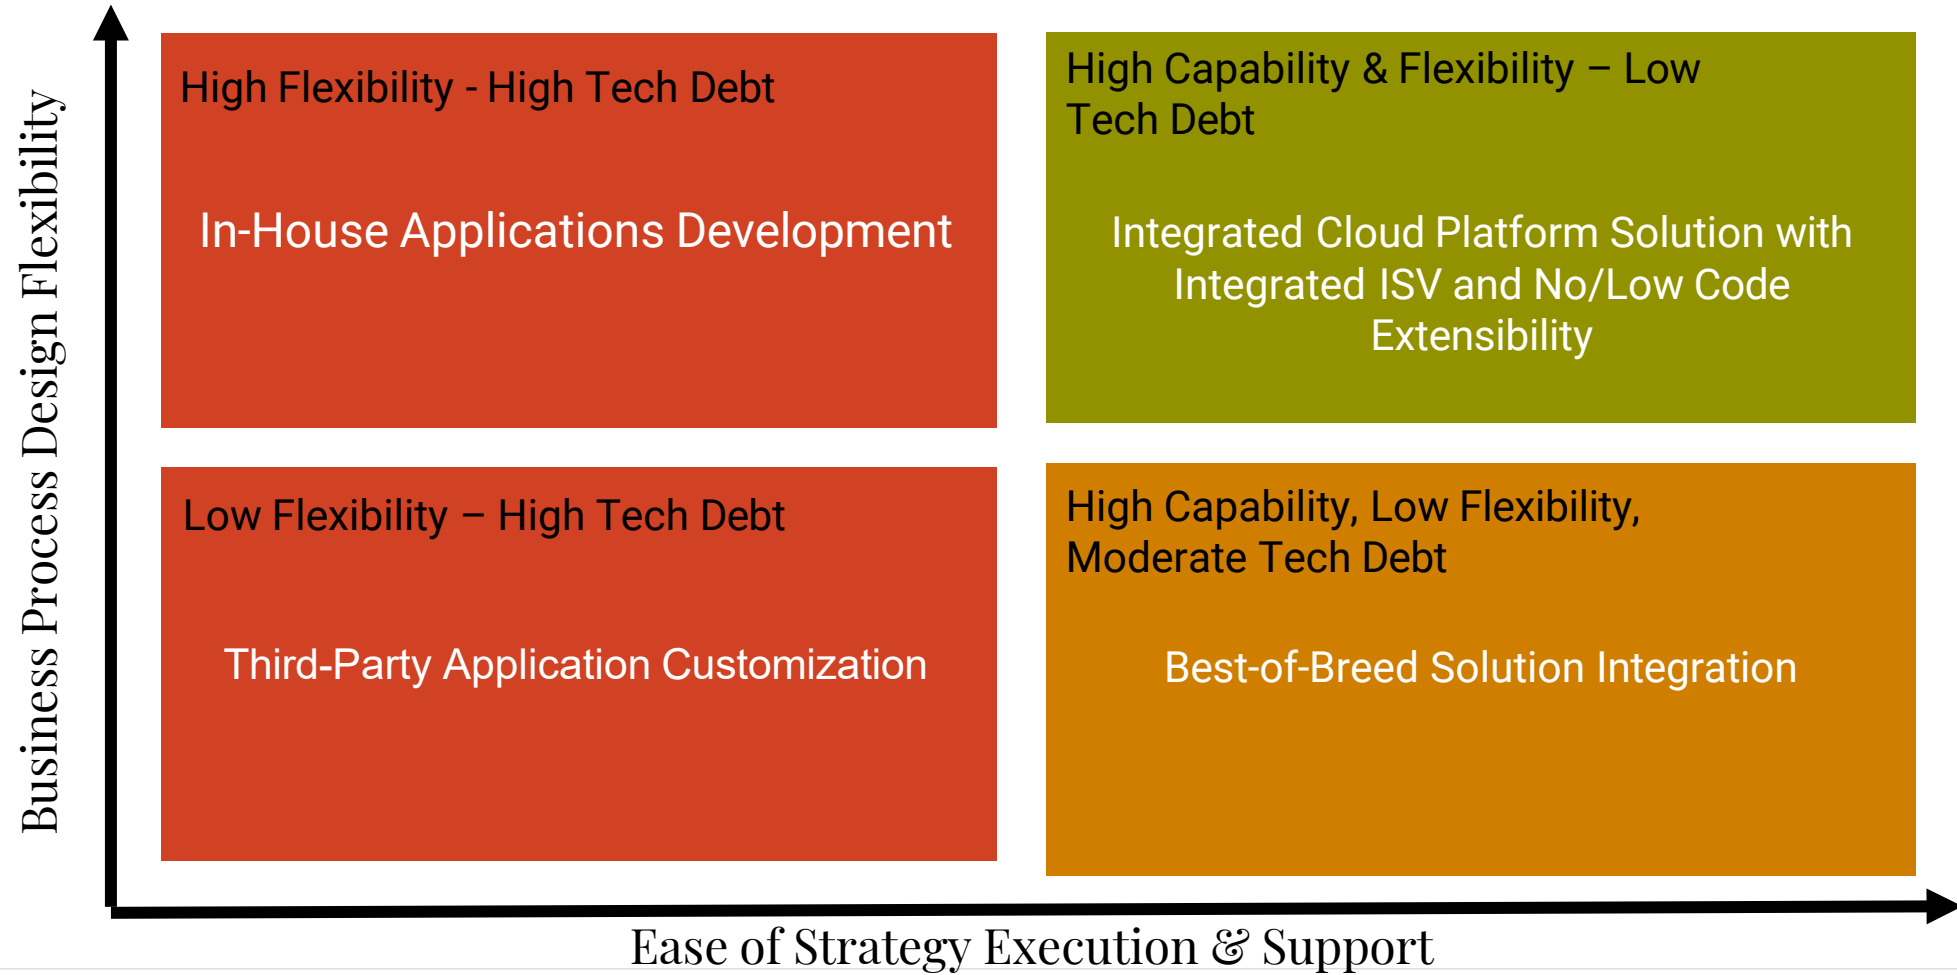 Business Process Design Flexibility
High Flexibility - High Tech Debt
In-House Applications Development
High Capability & Flexibility – Low
Tech Debt
Integrated Cloud Platform Solution with
Integrated ISV and No/Low Code
Extensibility
Low Flexibility – High Tech Debt
Third-Party Application Customization
High Capability, Low Flexibility,
Moderate Tech Debt
Best-of-Breed Solution Integration
Ease of Strategy Execution & Support